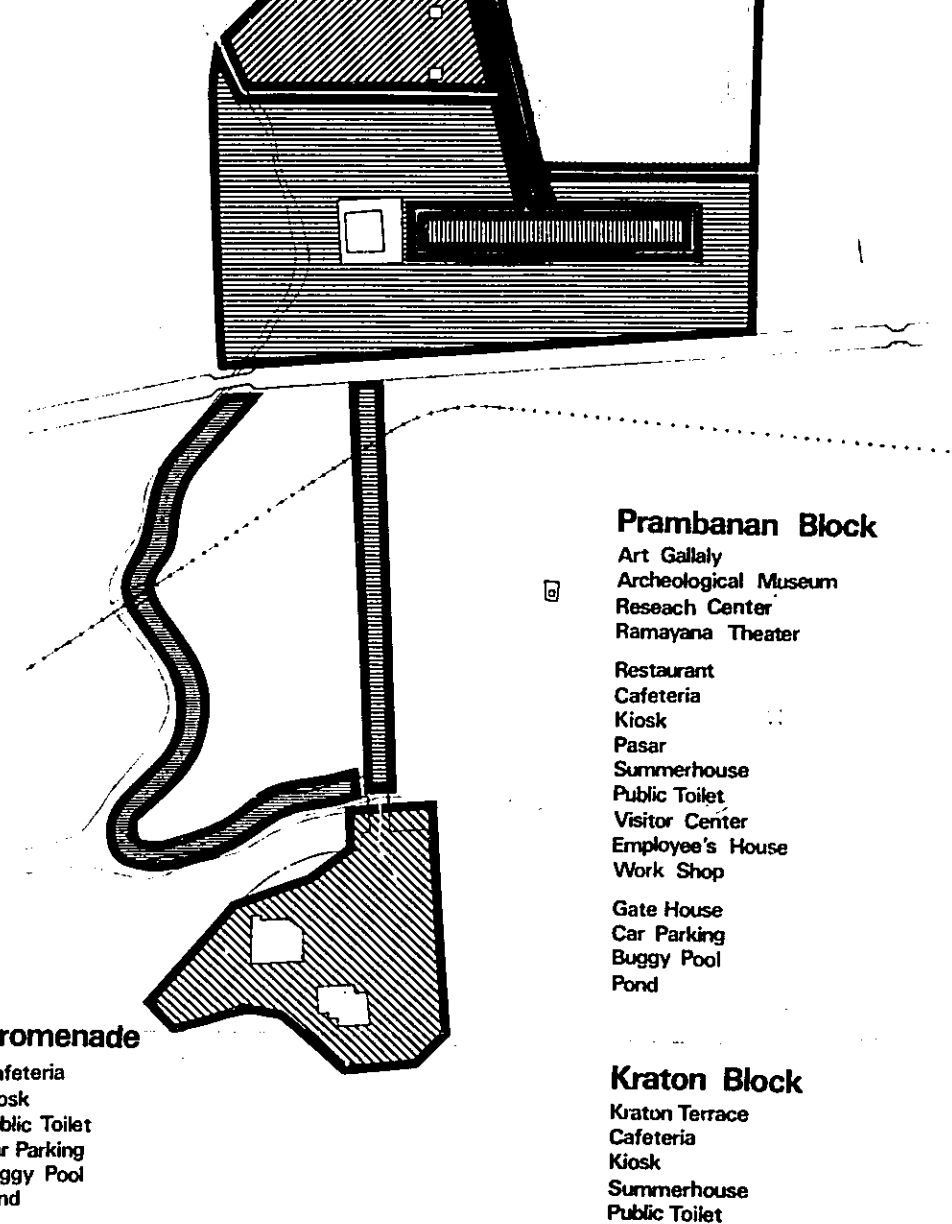 Prambanan Block
Art Gallaly
Archeological Museum
Reseach Center
Ramayana Theater
Restaurant
Cafeteria
Kiosk
Pasar
Summerhouse
Public Toilet
Visitor Center
Employee's House
Work Shop
Gate House
Car Parking
Buggy Pool
Pond
romenade
afeteria
osk
blic Toilet
ar Parking
ggy Pool
nd
Kraton Block
Kraton Terrace
Cafeteria
Kiosk
Summerhouse
Public Toilet